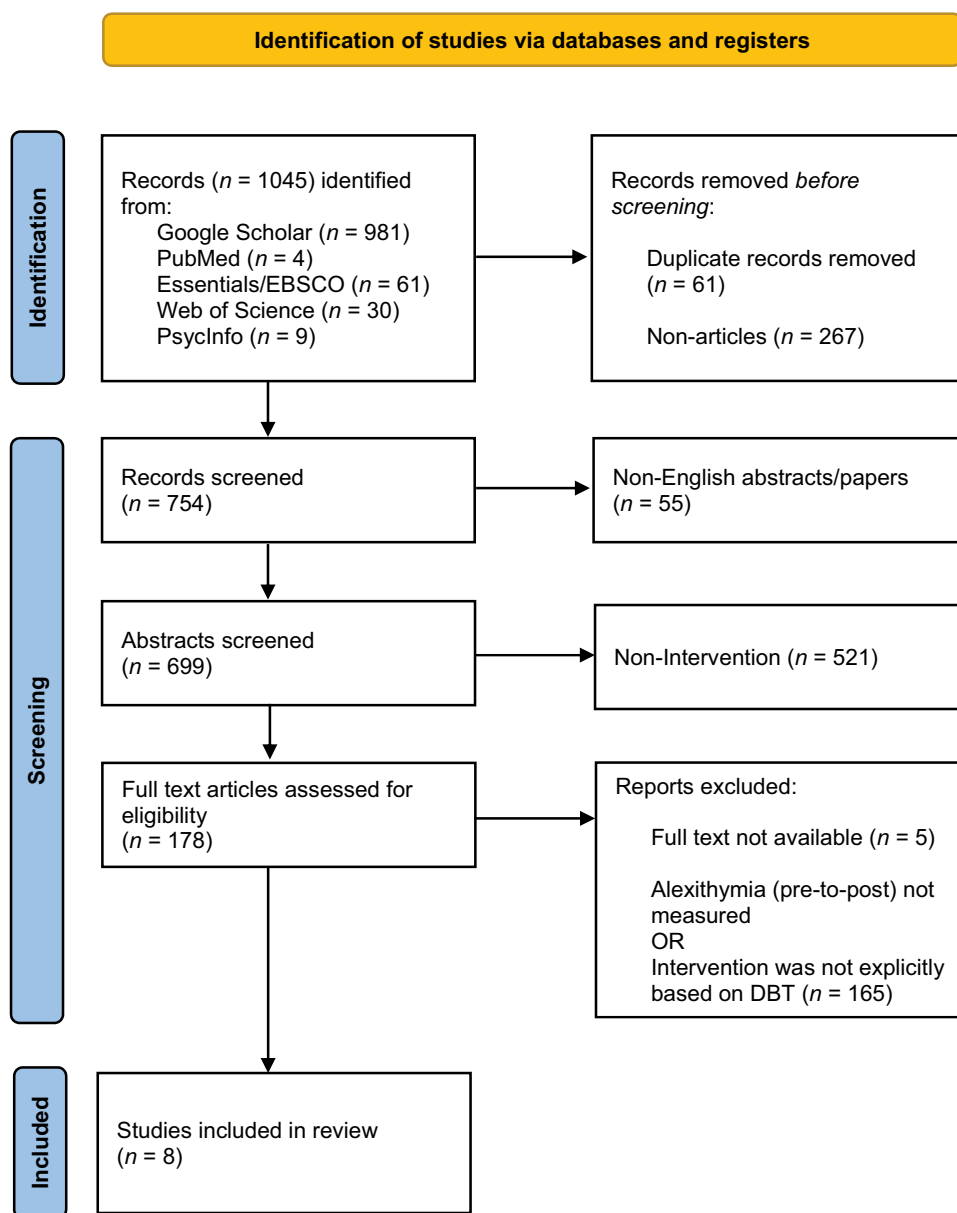 Identification of studies via databases and registers
Identification
Records (n = 1045) identified
from:
Google Scholar (n = 981)
PubMed (n = 4)
Essentials/EBSCO (n = 61)
Web of Science (n = 30)
PsycInfo (n = 9)
Records removed before
screening:
Duplicate records removed
(n = 61)
Non-articles (n = 267)
Screening
Records screened
(n = 754)
Non-English abstracts/papers
(n = 55)
Abstracts screened
(n = 699)
Non-Intervention (n = 521)
Full text articles assessed for
eligibility
(n = 178)
Reports excluded:
Full text not available (n = 5)
Alexithymia (pre-to-post) not
measured
OR
Intervention was not explicitly
based on DBT (n = 165)
Included
Studies included in review
(n = 8)